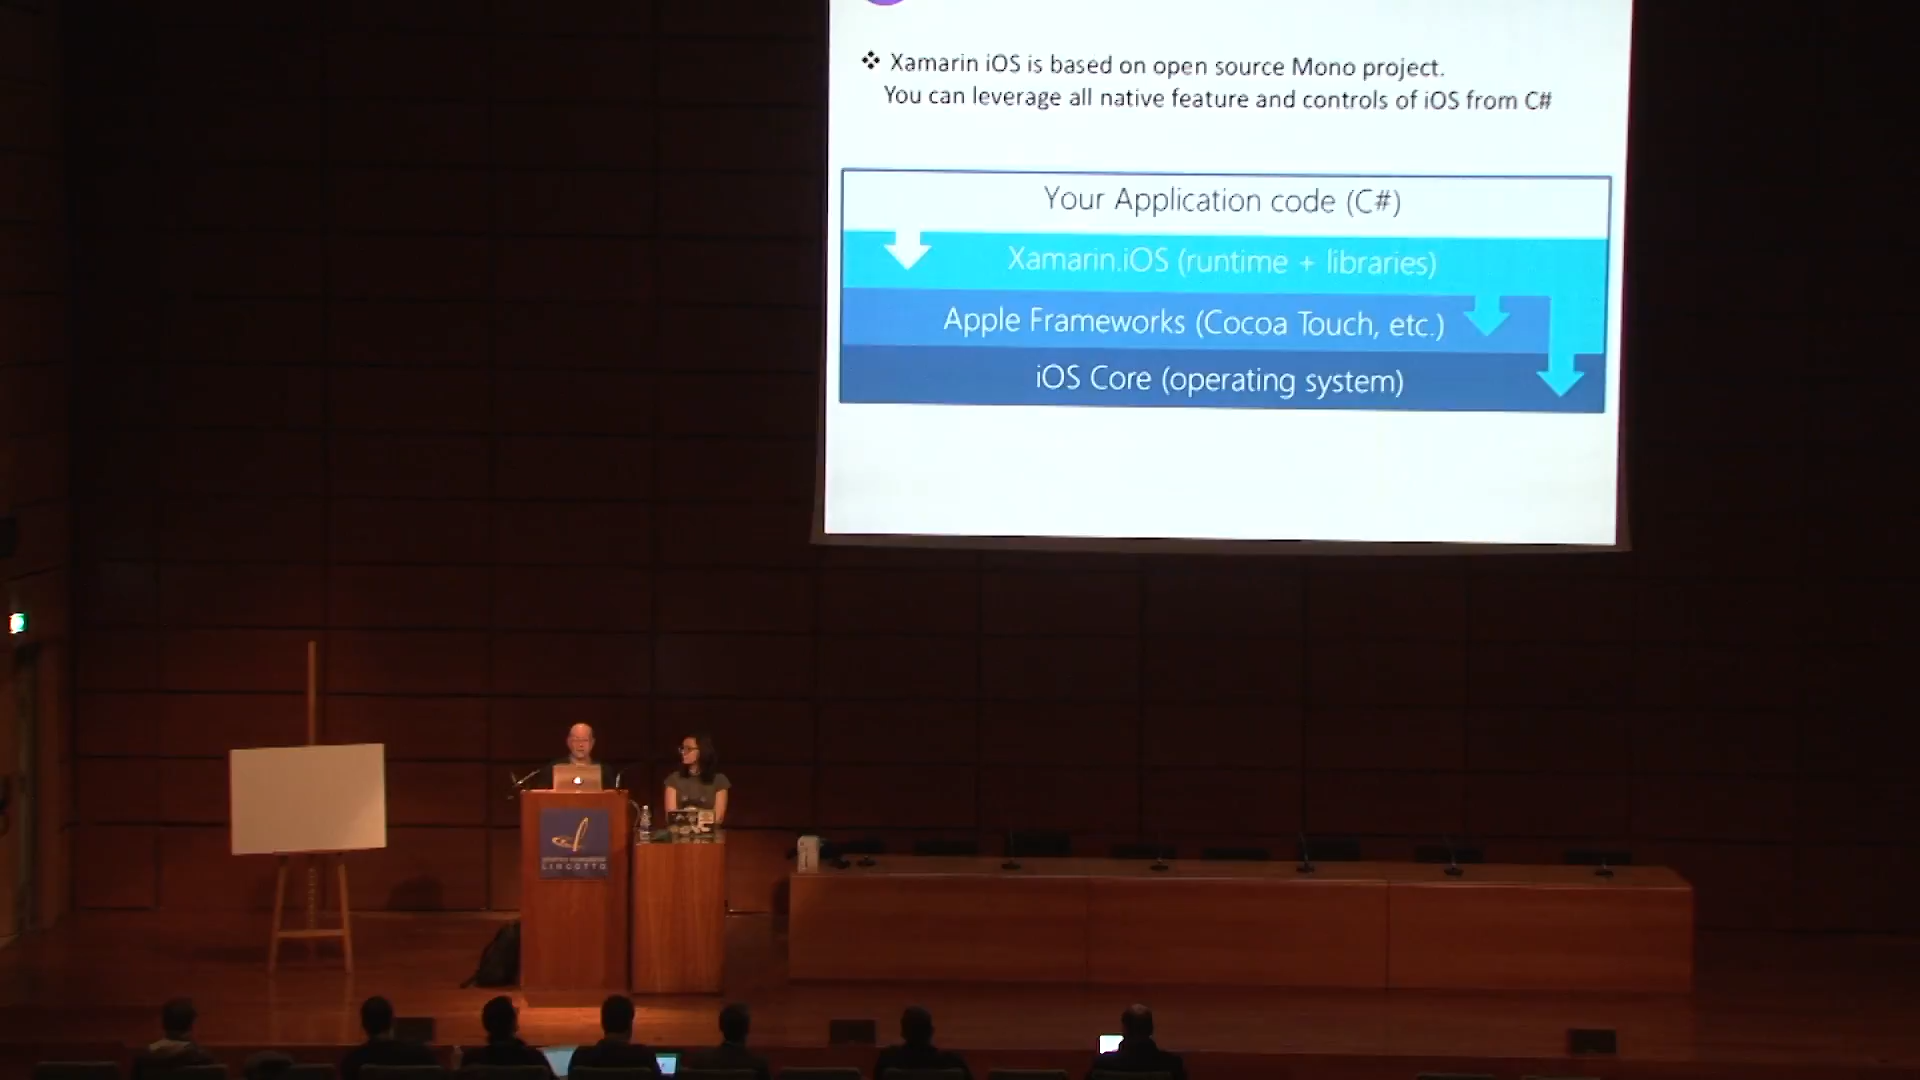 ❖ Xamarin iOS is based on open source Mono project.
You can leverage all native feature and controls of iOS from C#
Your Application code (C#)
Xamarin.iOS (runtime + libraries)
Apple Frameworks (Cocoa Touch, etc.)
iOS Core (operating system)
LINGOTTO